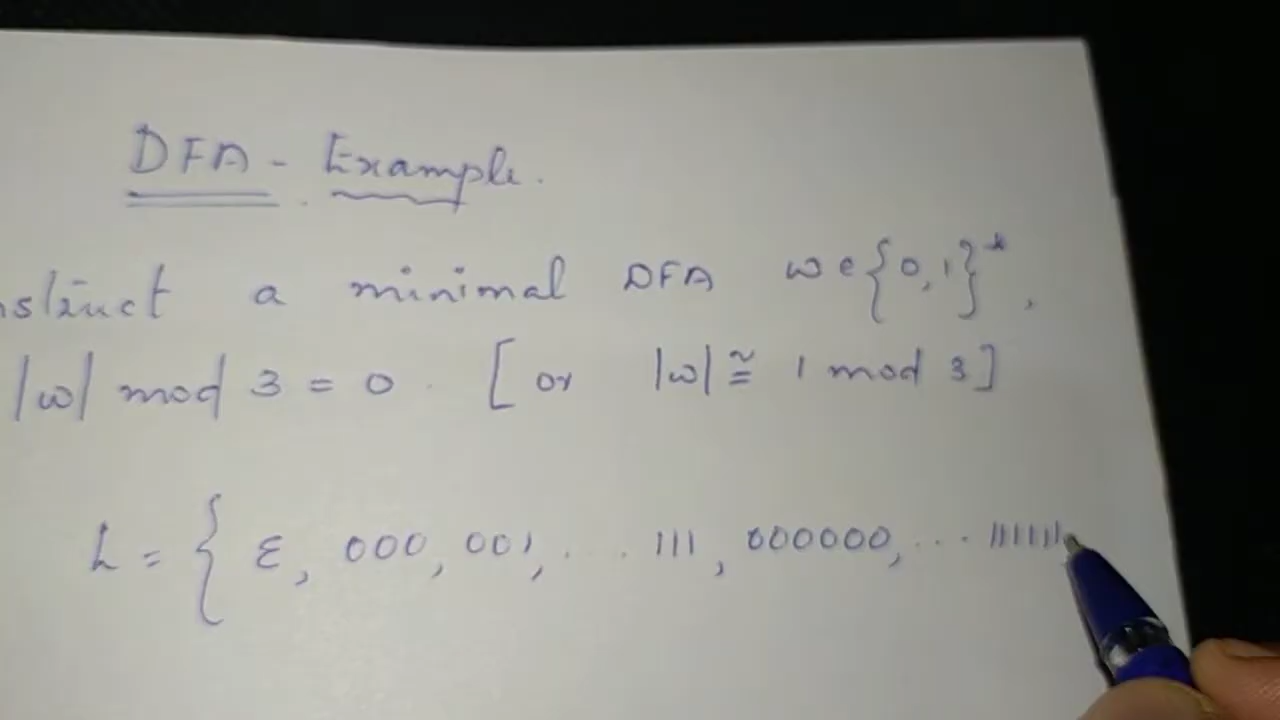 DFA - Example.
nstruct a minimal DFA w ∈ {0,1}*,
|w| mod 3 = 0. [or |w| ≅ 1 mod 3]
L = { ε, 000, 001, ... 111, 000000, ... 111111